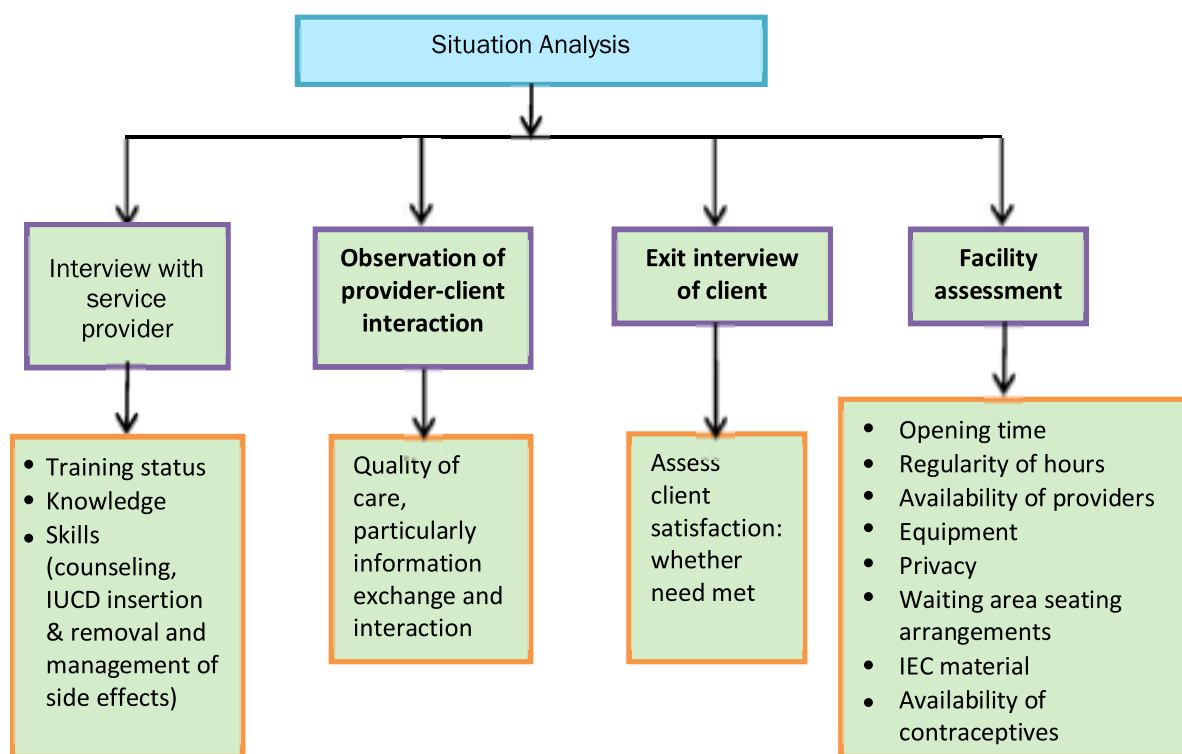 Situation Analysis
Interview with
service
provider
Observation of
provider-client
interaction
Exit interview
of client
Facility
assessment
• Training status
• Knowledge
• Skills
(counseling,
IUCD insertion
& removal and
management of
side effects)
Quality of
care,
particularly
information
exchange and
interaction
Assess
client
satisfaction:
whether
need met
• Opening time
• Regularity of hours
• Availability of providers
• Equipment
• Privacy
• Waiting area seating
arrangements
• IEC material
• Availability of
contraceptives